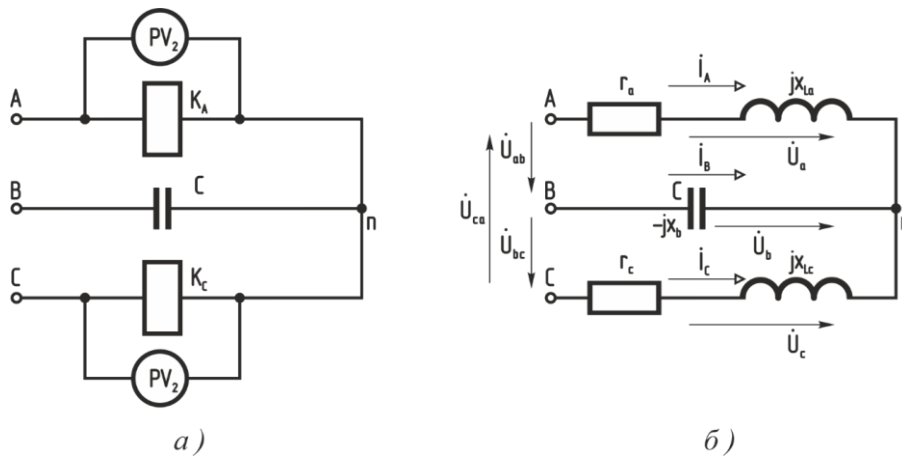 PV₂
A
K_A
B
C
n
C
K_C
PV₂
а)
A
r_a
İ_A
jx_La
U̇_ab
U̇_a
B
İ_B
C
-jx_b
U̇_b
U̇_ca
U̇_bc
C
r_c
İ_C
jx_Lc
U̇_c
б)